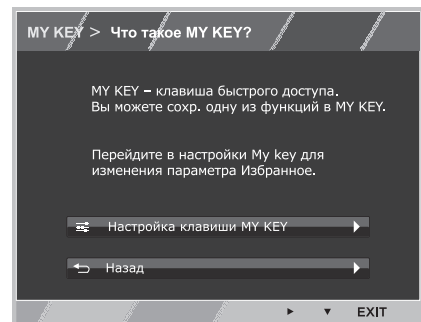 MY KEY > Что такое MY KEY?
MY KEY – клавиша быстрого доступа.
Вы можете сохр. одну из функций в MY KEY.
Перейдите в настройки My key для
изменения параметра Избранное.
Настройка клавиши MY KEY
Назад
EXIT